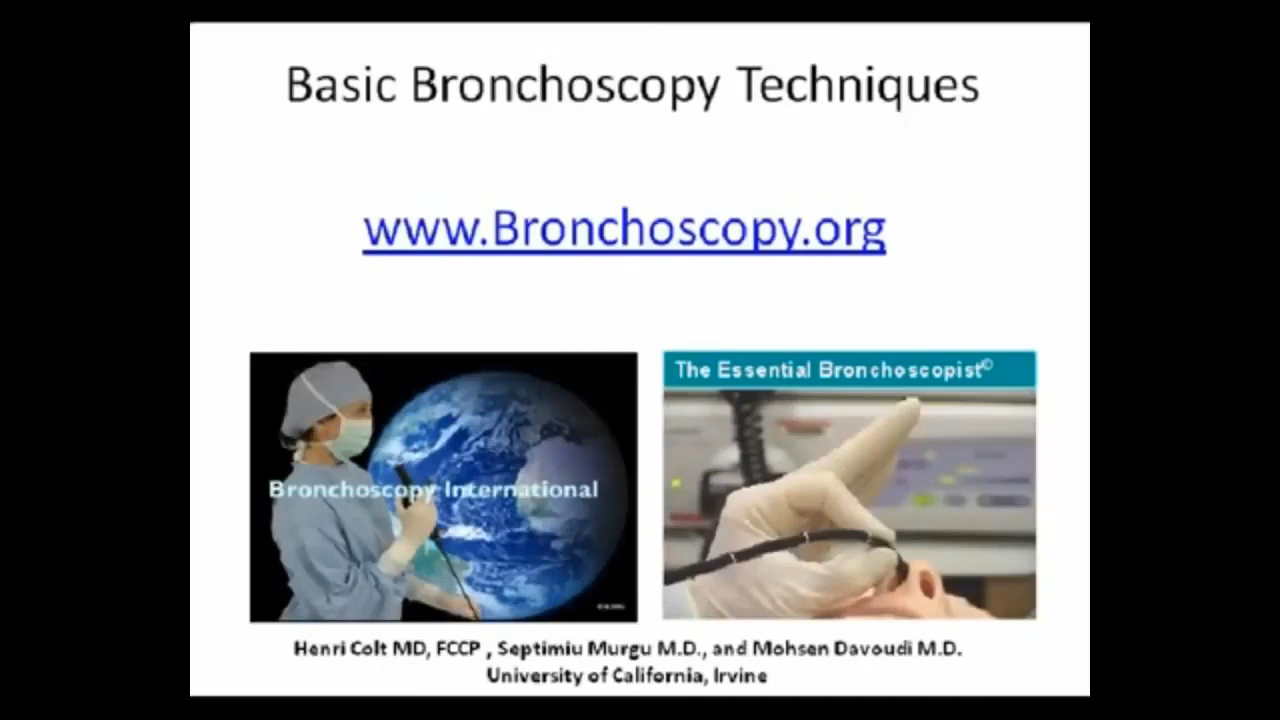 Basic Bronchoscopy Techniques
www.Bronchoscopy.org
Bronchoscopy International
The Essential Bronchoscopist©
Henri Colt MD, FCCP , Septimiu Murgu M.D., and Mohsen Davoudi M.D.
University of California, Irvine